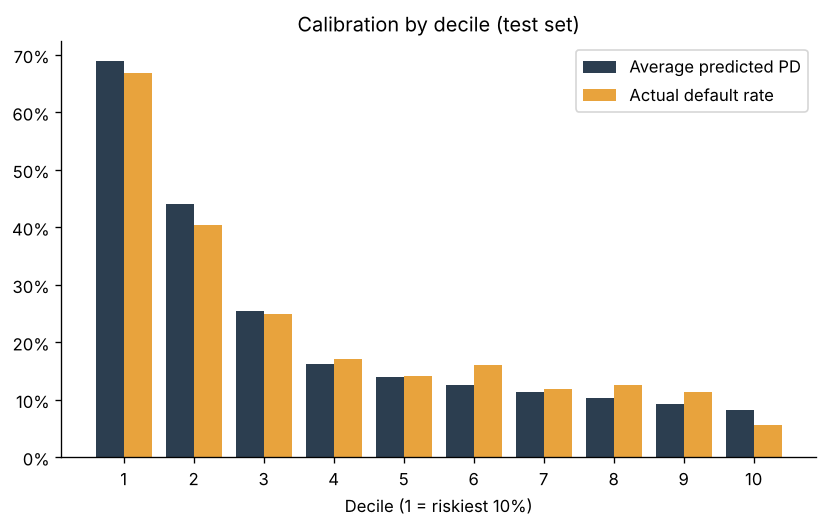 Calibration by decile (test set)
Average predicted PD
Actual default rate
70%
60%
50%
40%
30%
20%
10%
0%
1 2 3 4 5 6 7 8 9 10
Decile (1 = riskiest 10%)